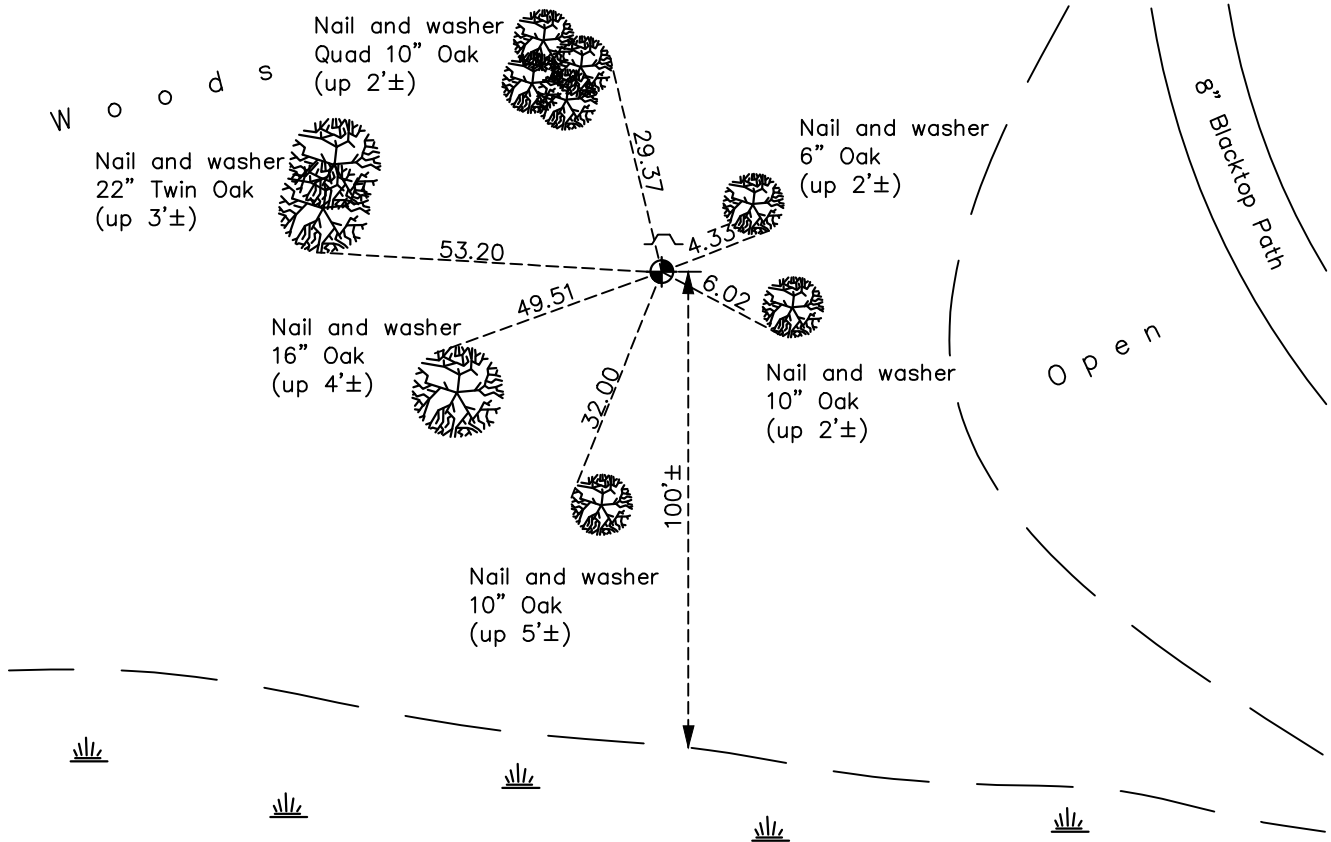 Nail and washer
Quad 10” Oak
(up 2’±)
Woods
Nail and washer
22” Twin Oak
(up 3’±)
Nail and washer
6” Oak
(up 2’±)
8” Blacktop Path
29.37
4.33
53.20
6.02
49.51
Nail and washer
16” Oak
(up 4’±)
Open
32.00
Nail and washer
10” Oak
(up 2’±)
100’±
Nail and washer
10” Oak
(up 5’±)